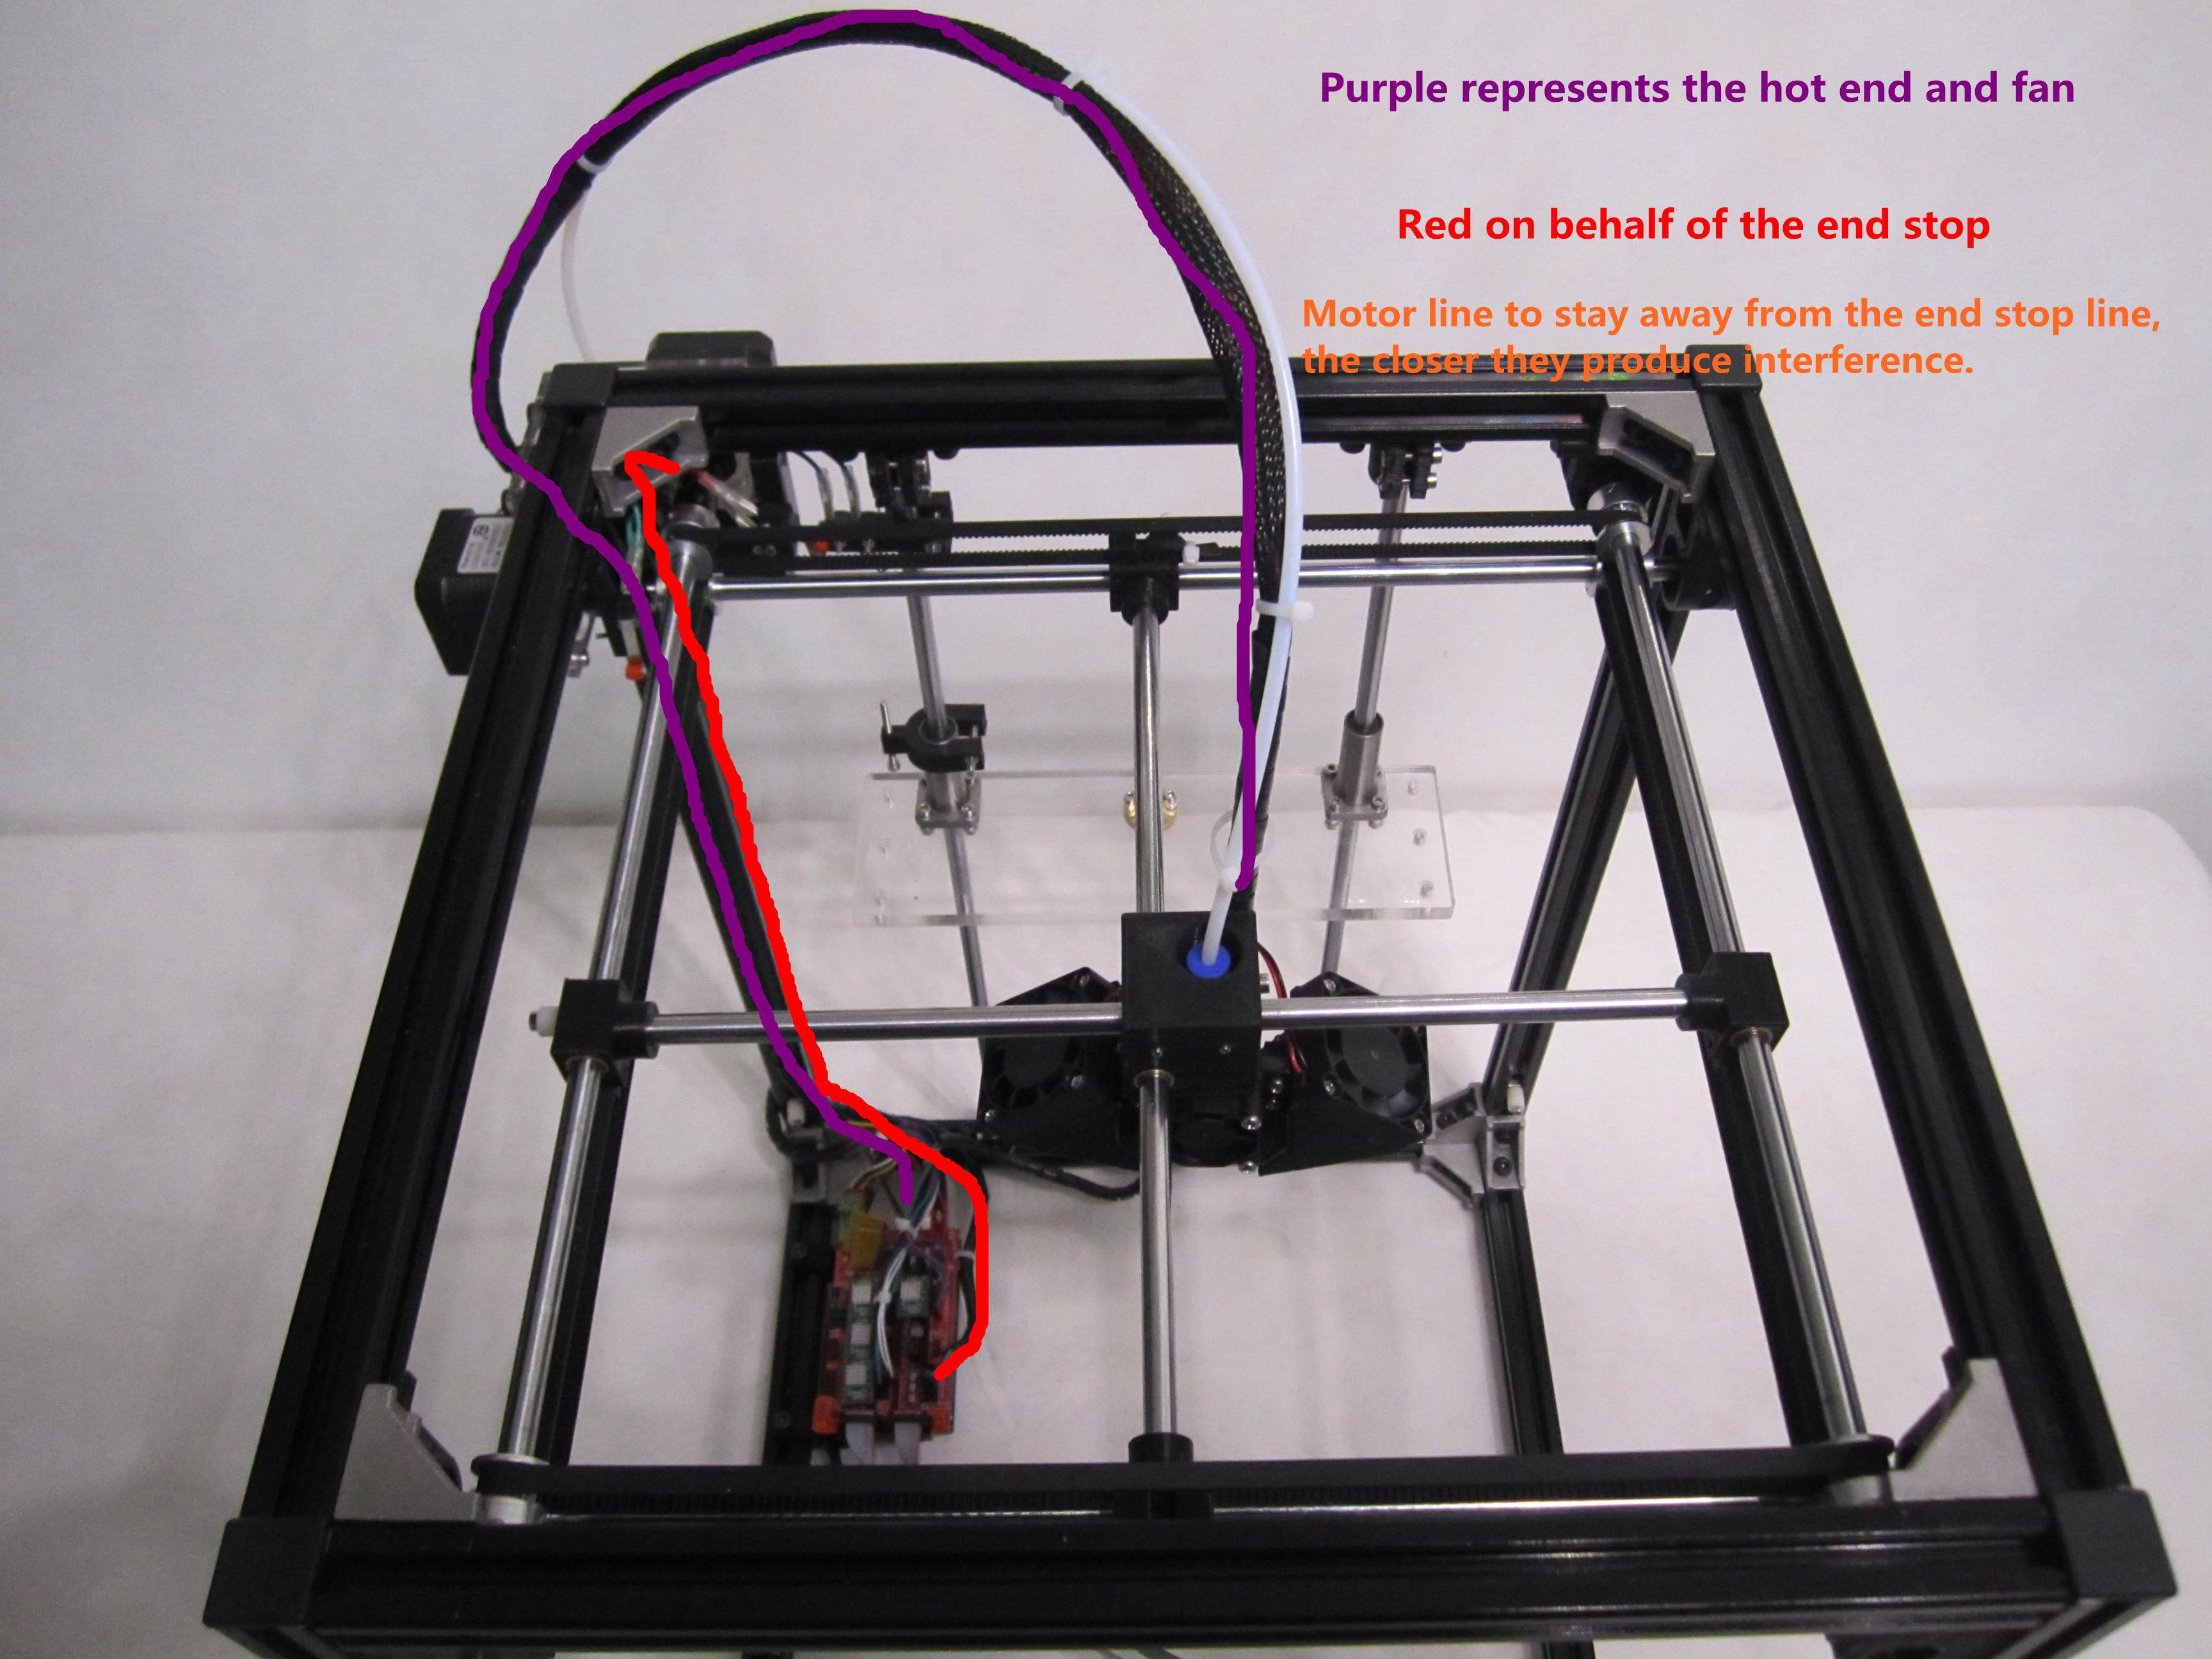 Purple represents the hot end and fan
Red on behalf of the end stop
Motor line to stay away from the end stop line,
the closer they produce interference.